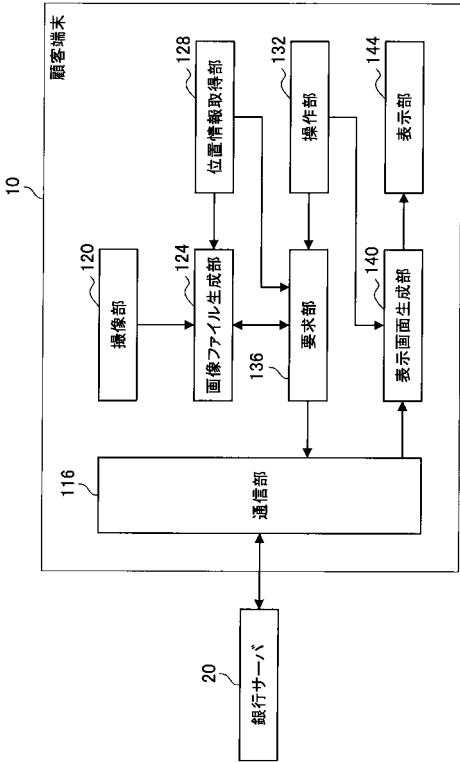 10
顧客端末
120
撮像部
116
124
画像ファイル生成部
128
位置情報取得部
20
銀行サーバ
通信部
136
要求部
132
操作部
140
表示画面生成部
144
表示部